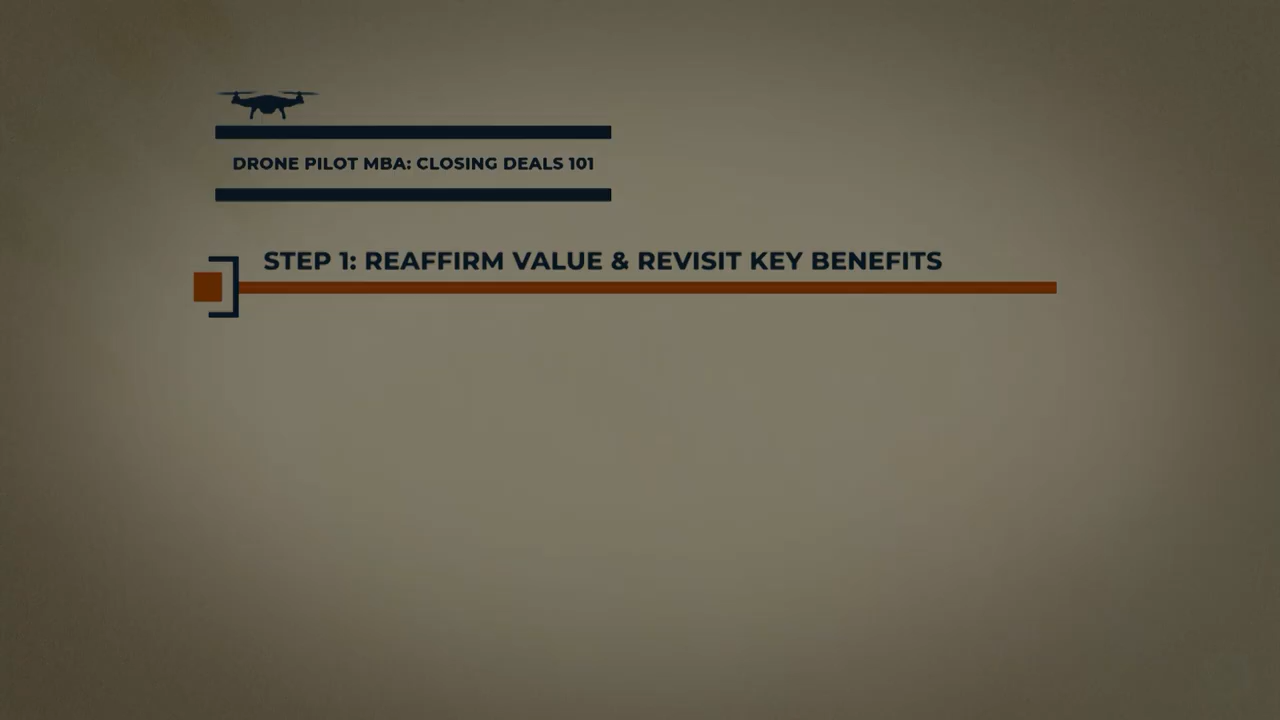 DRONE PILOT MBA: CLOSING DEALS 101
STEP 1: REAFFIRM VALUE & REVISIT KEY BENEFITS